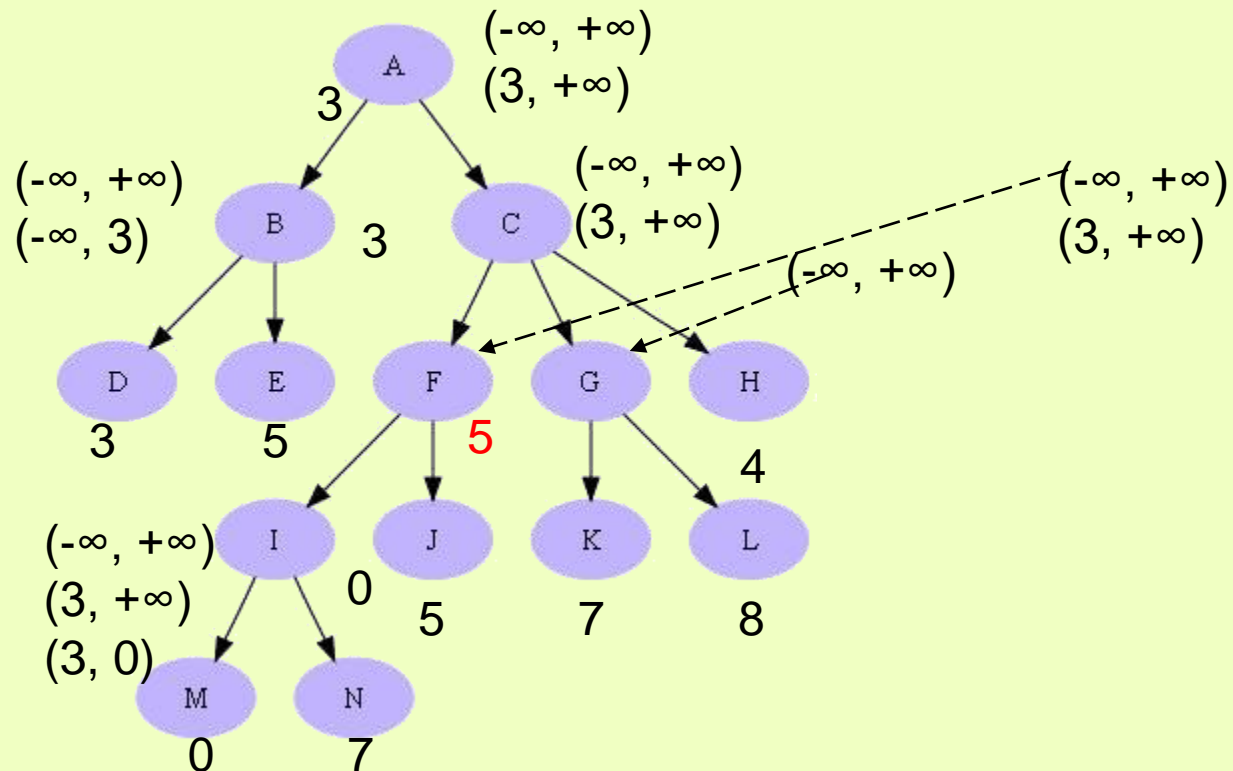 (-∞, +∞)
A
(3, +∞)
3
(-∞, +∞)
(-∞, 3)
B
3
C
(-∞, +∞)
(3, +∞)
(-∞, +∞)
(-∞, +∞)
(3, +∞)
D
E
F
G
H
3
5
5
4
(-∞, +∞)
(3, +∞)
(3, 0)
I
J
K
L
0
5
7
8
M
N
0
7